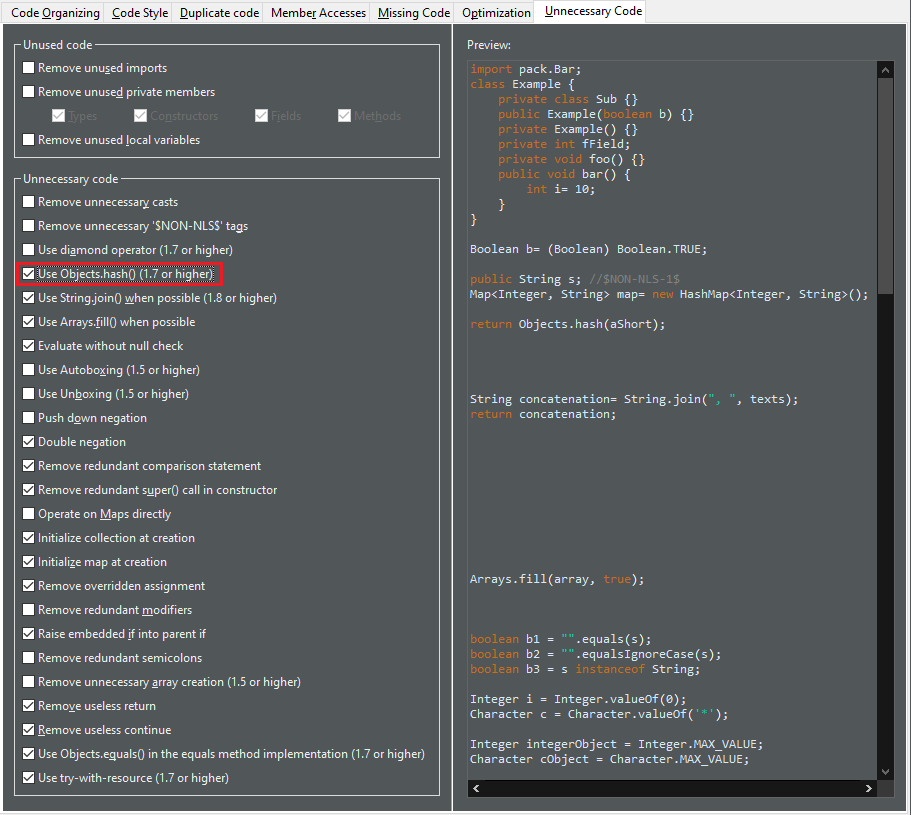 Code Organizing Code Style Duplicate code Member Accesses Missing Code Optimization Unnecessary Code
Unused code
Remove unused imports
Remove unused private members
Types Constructors Fields Methods
Remove unused local variables
Unnecessary code
Remove unnecessary casts
Remove unnecessary '$NON-NLS$' tags
Use diamond operator (1.7 or higher)
Use Objects.hash() (1.7 or higher)
Use String.join() when possible (1.8 or higher)
Use Arrays.fill() when possible
Evaluate without null check
Use Autoboxing (1.5 or higher)
Use Unboxing (1.5 or higher)
Push down negation
Double negation
Remove redundant comparison statement
Remove redundant super() call in constructor
Operate on Maps directly
Initialize collection at creation
Initialize map at creation
Remove overridden assignment
Remove redundant modifiers
Raise embedded if into parent if
Remove redundant semicolons
Remove unnecessary array creation (1.5 or higher)
Remove useless return
Remove useless continue
Use Objects.equals() in the equals method implementation (1.7 or higher)
Use try-with-resource (1.7 or higher)
Preview:
import pack.Bar;
class Example {
    private class Sub {}
    public Example(boolean b) {}
    private Example() {}
    private int fField;
    private void foo() {}
    public void bar() {
        int i= 10;
    }
}
Boolean b= (Boolean) Boolean.TRUE;
public String s; //$NON-NLS-1$
Map<Integer, String> map= new HashMap<Integer, String>();
return Objects.hash(aShort);
String concatenation= String.join(", ", texts);
return concatenation;
Arrays.fill(array, true);
boolean b1 = "".equals(s);
boolean b2 = "".equalsIgnoreCase(s);
boolean b3 = s instanceof String;
Integer i = Integer.valueOf(0);
Character c = Character.valueOf('*');
Integer integerObject = Integer.MAX_VALUE;
Character cObject = Character.MAX_VALUE;